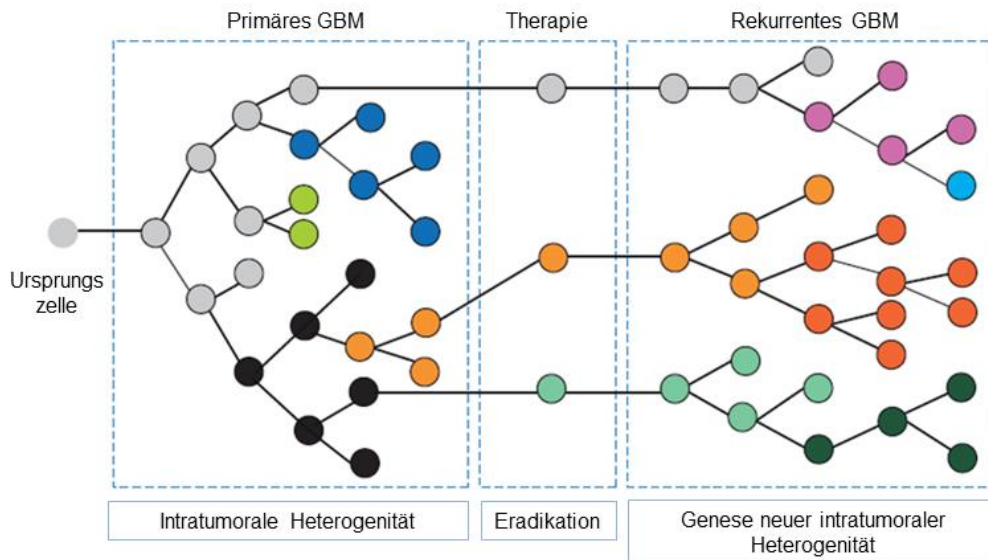 Primäres GBM
Therapie
Rekurrentes GBM
Ursprungs
zelle
Intratumorale Heterogenität
Eradikation
Genese neuer intratumoraler
Heterogenität